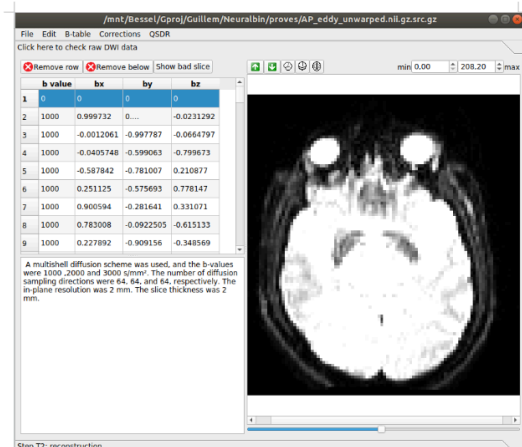 /mnt/Bessel/Gproj/Guillem/Neuralbin/proves/AP_eddy_unwarped.nii.gz.src.gz
File Edit B-table Corrections QSDR
Click here to check raw DWI data
Remove row Remove below Show bad slice min 0,00 208,20 max
b value bx by bz
1 0 0 0 0
2 1000 0.999732 0.... -0.0231292
3 1000 -0.0012061 -0.997787 -0.0664797
4 1000 -0.0405748 -0.599063 -0.799673
5 1000 -0.587842 -0.781007 0.210877
6 1000 0.251125 -0.575693 0.778147
7 1000 0.900594 -0.281641 0.331071
8 1000 0.783008 -0.0922505 -0.615133
9 1000 0.227892 -0.909156 -0.348569
A multishell diffusion scheme was used, and the b-values
were 1000 ,2000 and 3000 s/mm². The number of diffusion
sampling directions were 64, 64, and 64, respectively. The
in-plane resolution was 2 mm. The slice thickness was 2
mm.
Step T2: reconstruction